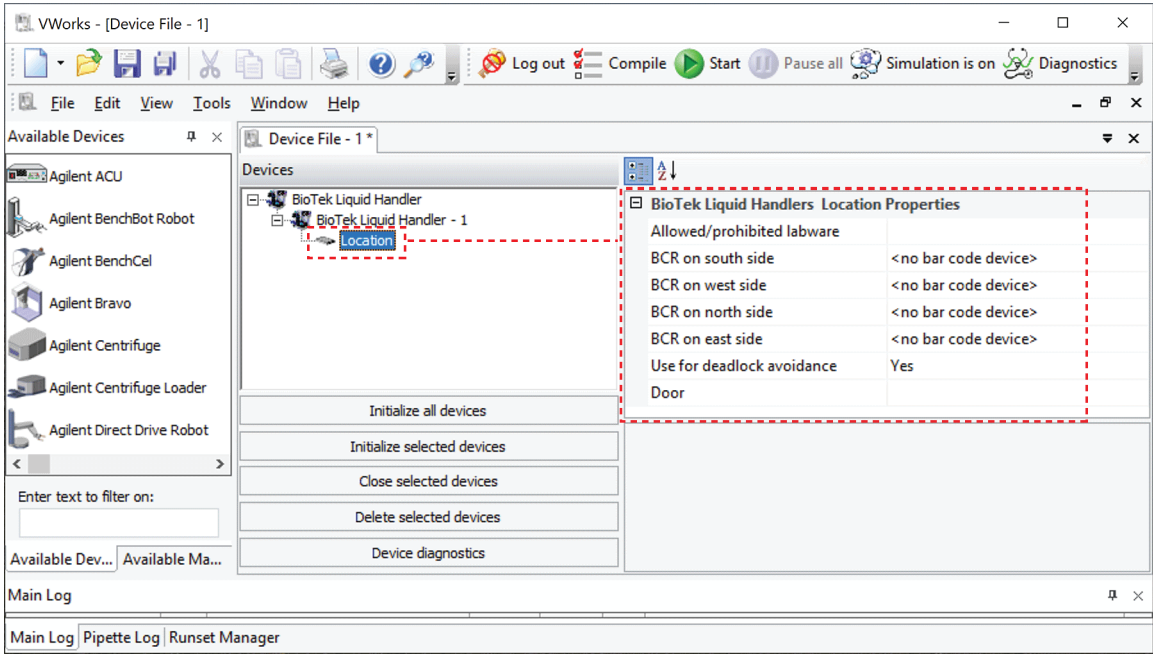 VWorks - [Device File - 1]
Log out Compile Start Pause all Simulation is on Diagnostics
File Edit View Tools Window Help
Available Devices
Agilent ACU
Agilent BenchBot Robot
Agilent BenchCel
Agilent Bravo
Agilent Centrifuge
Agilent Centrifuge Loader
Agilent Direct Drive Robot
Enter text to filter on:
Available Dev... Available Ma...
Device File - 1 *
Devices
BioTek Liquid Handler
BioTek Liquid Handler - 1
Location
Initialize all devices
Initialize selected devices
Close selected devices
Delete selected devices
Device diagnostics
A
Z
BioTek Liquid Handlers Location Properties
Allowed/prohibited labware
BCR on south side <no bar code device>
BCR on west side <no bar code device>
BCR on north side <no bar code device>
BCR on east side <no bar code device>
Use for deadlock avoidance Yes
Door
Main Log
Main Log Pipette Log Runset Manager